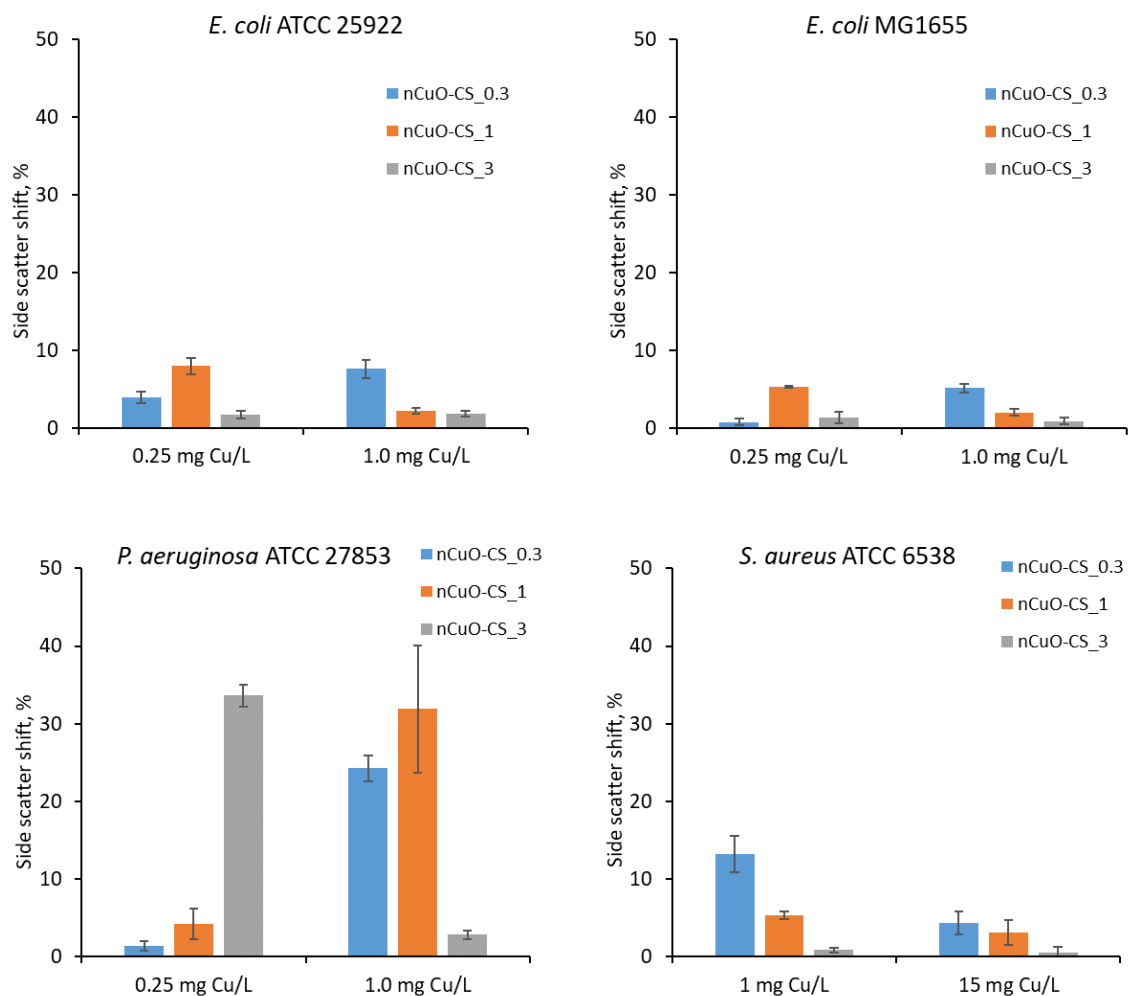 E. coli ATCC 25922
50
40
30
20
10
0
Side scatter shift, %
nCuO-CS_0.3
nCuO-CS_1
nCuO-CS_3
0.25 mg Cu/L
1.0 mg Cu/L
E. coli MG1655
50
40
30
20
10
0
Side scatter shift, %
nCuO-CS_0.3
nCuO-CS_1
nCuO-CS_3
0.25 mg Cu/L
1.0 mg Cu/L
P. aeruginosa ATCC 27853
50
40
30
20
10
0
Side scatter shift, %
nCuO-CS_0.3
nCuO-CS_1
nCuO-CS_3
0.25 mg Cu/L
1.0 mg Cu/L
S. aureus ATCC 6538
50
40
30
20
10
0
Side scatter shift, %
nCuO-CS_0.3
nCuO-CS_1
nCuO-CS_3
1 mg Cu/L
15 mg Cu/L